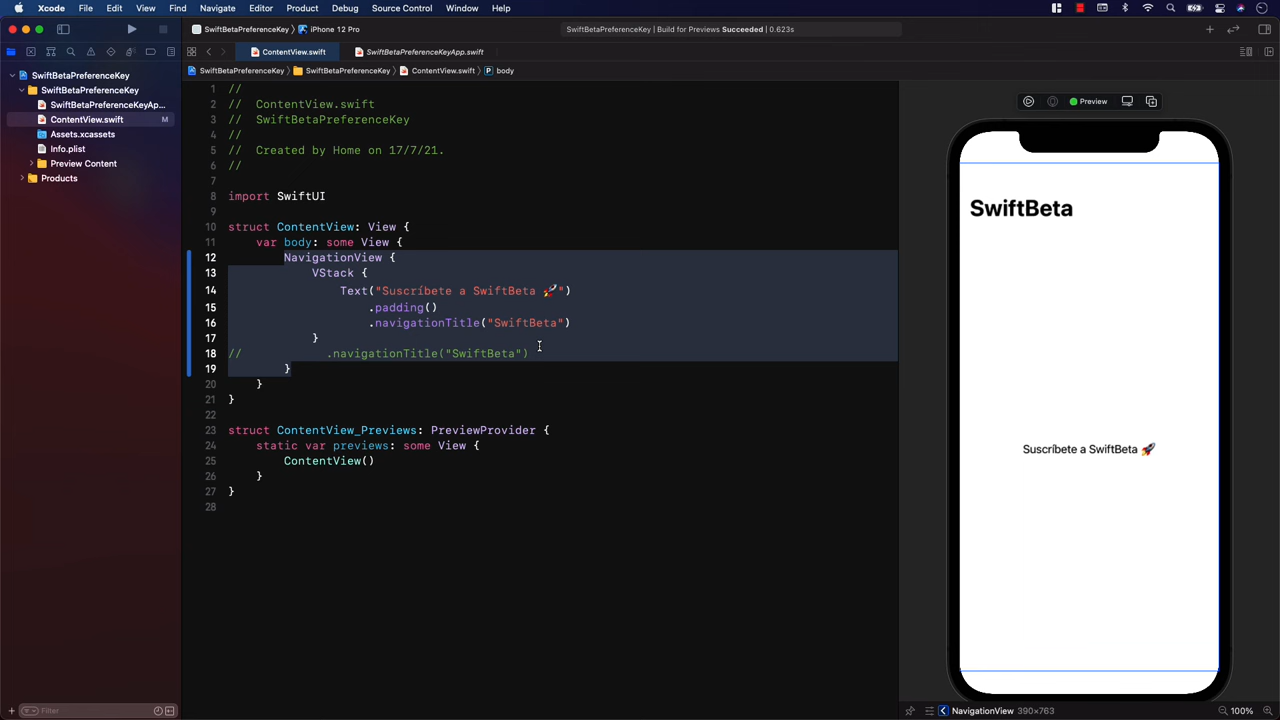 Xcode File Edit View Find Navigate Editor Product Debug Source Control Window Help
SwiftBetaPreferenceKey iPhone 12 Pro SwiftBetaPreferenceKey | Build for Previews Succeeded | 0.623s
ContentView.swift SwiftBetaPreferenceKeyApp.swift
SwiftBetaPreferenceKey SwiftBetaPreferenceKey ContentView.swift P body
SwiftBetaPreferenceKey
SwiftBetaPreferenceKey
SwiftBetaPreferenceKeyAp...
ContentView.swift M
Assets.xcassets
Info.plist
Preview Content
Products
Filter
1 //
2 // ContentView.swift
3 // SwiftBetaPreferenceKey
4 //
5 // Created by Home on 17/7/21.
6 //
7
8 import SwiftUI
9
10 struct ContentView: View {
11 var body: some View {
12 NavigationView {
13 VStack {
14 Text("Suscríbete a SwiftBeta 🚀")
15 .padding()
16 .navigationTitle("SwiftBeta")
17 }
18 // .navigationTitle("SwiftBeta")
19 }
20 }
21 }
22
23 struct ContentView_Previews: PreviewProvider {
24 static var previews: some View {
25 ContentView()
26 }
27 }
28
Preview
SwiftBeta
Suscríbete a SwiftBeta 🚀
NavigationView 390×763 100%